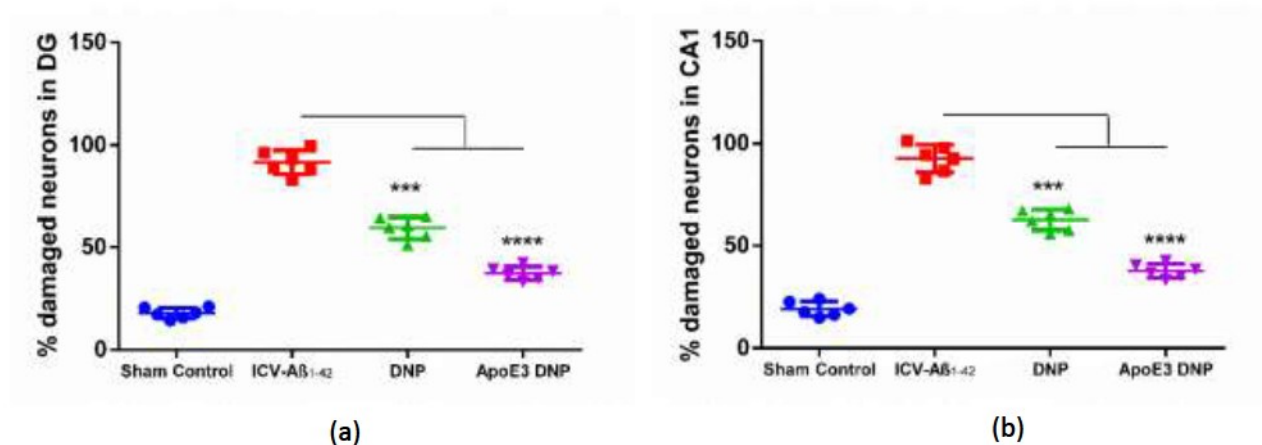 % damaged neurons in DG
150
100
50
0
***
****
Sham Control
ICV-Aß1-42
DNP
ApoE3 DNP
(a)
% damaged neurons in CA1
150
100
50
0
***
****
Sham Control
ICV-Aß1-42
DNP
ApoE3 DNP
(b)